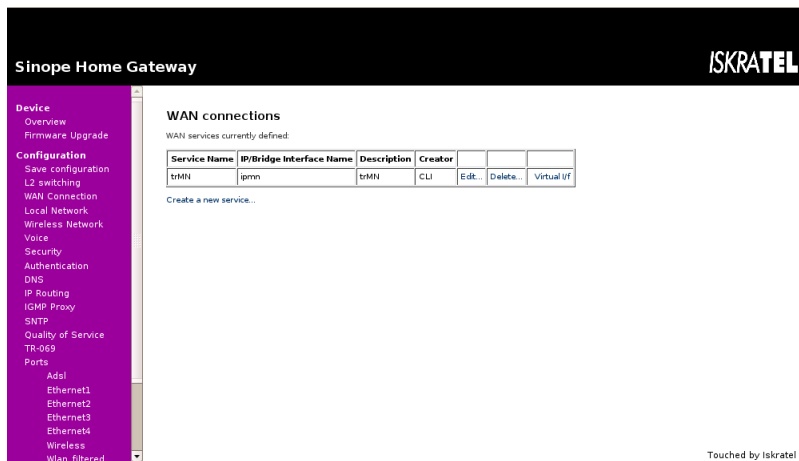 Sinope Home Gateway
ISKRATEL
Device
Overview
Firmware Upgrade
Configuration
Save configuration
L2 switching
WAN Connection
Local Network
Wireless Network
Voice
Security
Authentication
DNS
IP Routing
IGMP Proxy
SNTP
Quality of Service
TR-069
Ports
Adsl
Ethernet1
Ethernet2
Ethernet3
Ethernet4
Wireless
Wlan filtered
WAN connections
WAN services currently defined:
Service Name IP/Bridge Interface Name Description Creator
trMN ipmn trMN CLI Edit... Delete... Virtual I/f
Create a new service...
Touched by Iskratel